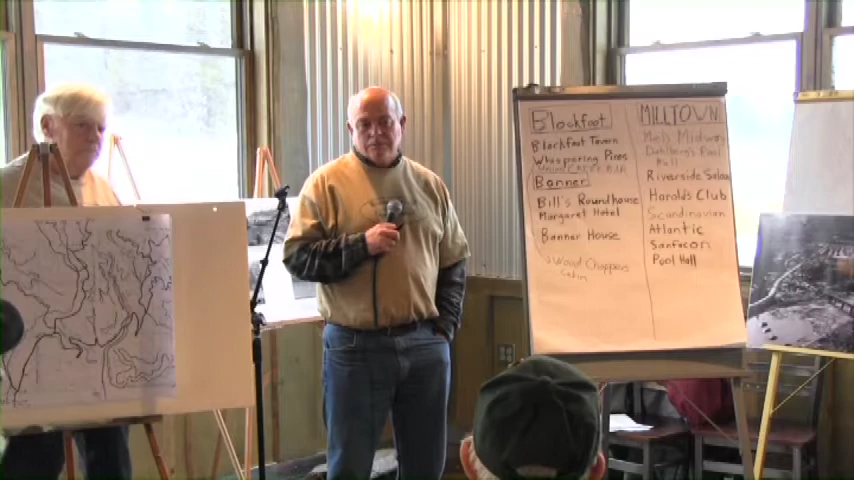 Blackfoot
Blackfoot Tavern
Whispering Pines
Banner
Bill's Roundhouse
Margaret Hotel
Banner House
Wood Choppers
Cabin
MILLTOWN
Mel's Midway
Dahlberg's Pool
Hall
Riverside Salon
Harold's Club
Scandinavian
Atlantic
Sanfacon
Pool Hall